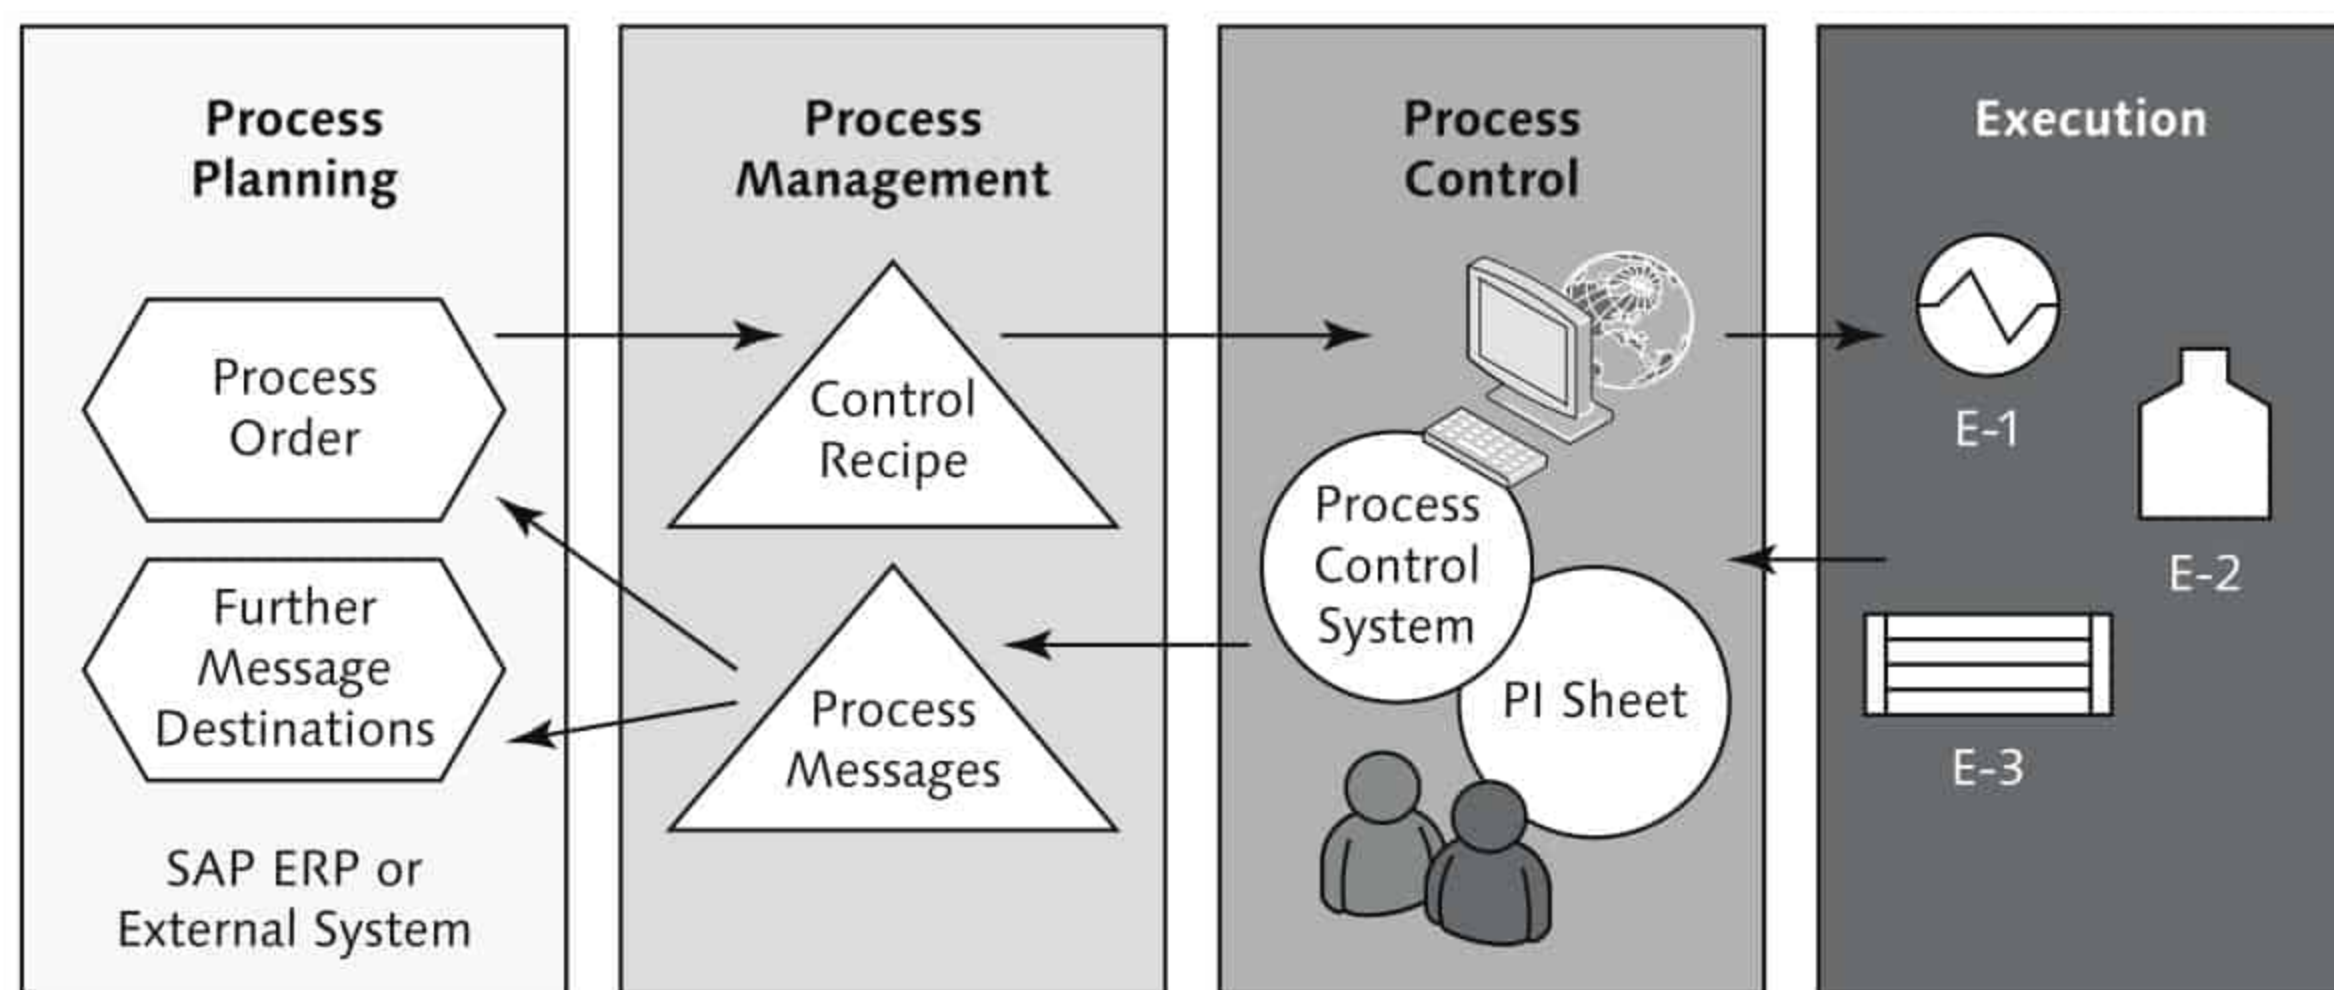 Process
Planning
Process
Order
Further
Message
Destinations
SAP ERP or
External System
Process
Management
Control
Recipe
Process
Messages
Process
Control
Process
Control
System
PI Sheet
Execution
E-1
E-2
E-3